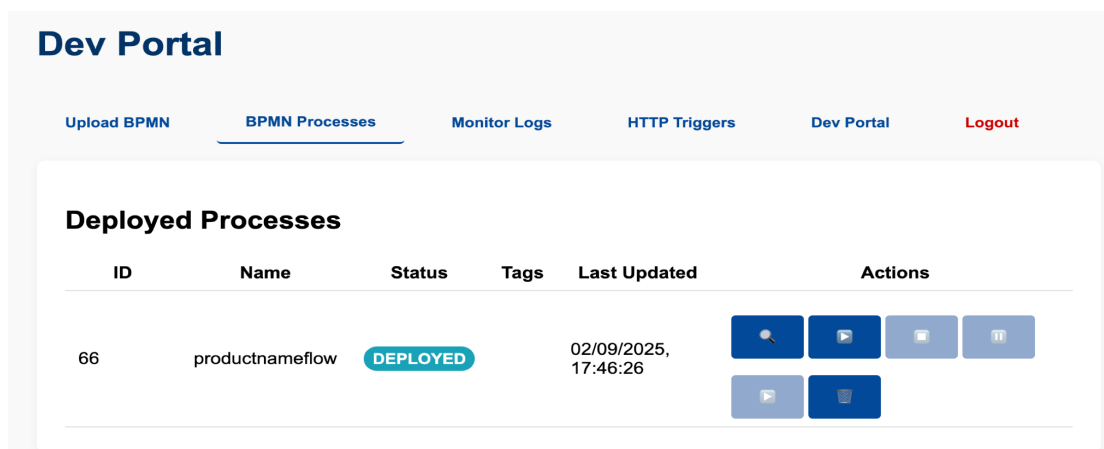 Dev Portal
Upload BPMN BPMN Processes Monitor Logs HTTP Triggers Dev Portal Logout
Deployed Processes
ID Name Status Tags Last Updated Actions
66 productnameflow DEPLOYED 02/09/2025,
17:46:26